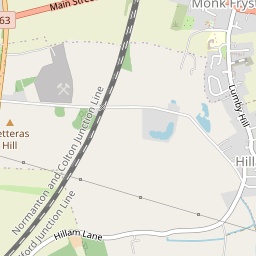 Main Street
Monk Fryst
63
Lumby Hill
etteras
Hill
Normanton and Colton Junction Line
Hilla
ford Junction Line
Hillam Lane